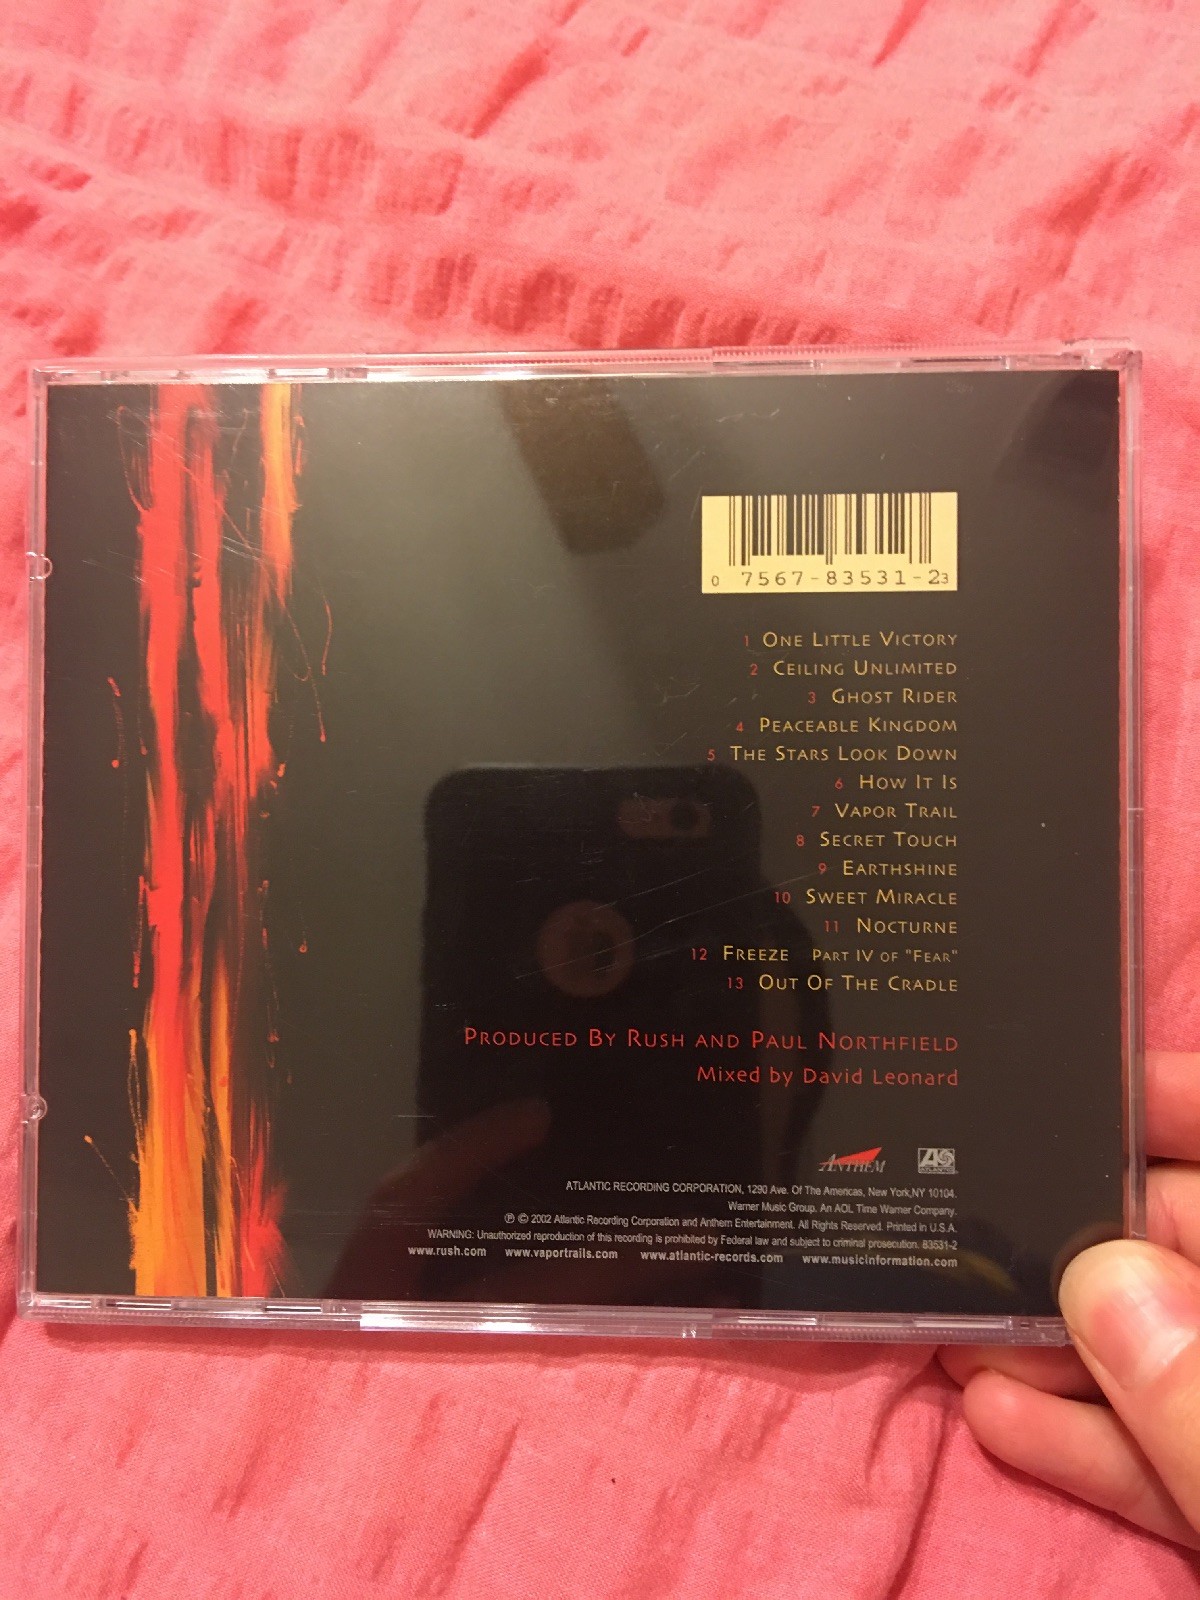 0 7567-83531-2 3
1 ONE LITTLE VICTORY
2 CEILING UNLIMITED
3 GHOST RIDER
4 PEACEABLE KINGDOM
5 THE STARS LOOK DOWN
6 HOW IT IS
7 VAPOR TRAIL
8 SECRET TOUCH
9 EARTHSHINE
10 SWEET MIRACLE
11 NOCTURNE
12 FREEZE PART IV OF "FEAR"
13 OUT OF THE CRADLE
PRODUCED BY RUSH AND PAUL NORTHFIELD
Mixed by David Leonard
ANTHEM
ATLANTIC
ATLANTIC RECORDING CORPORATION, 1290 Ave. Of The Americas, New York,NY 10104.
Warner Music Group. An AOL Time Warner Company.
℗ © 2002 Atlantic Recording Corporation and Anthem Entertainment. All Rights Reserved. Printed in U.S.A.
WARNING: Unauthorized reproduction of this recording is prohibited by Federal law and subject to criminal prosecution. 83531-2
www.rush.com www.vaportrails.com www.atlantic-records.com www.musicinformation.com